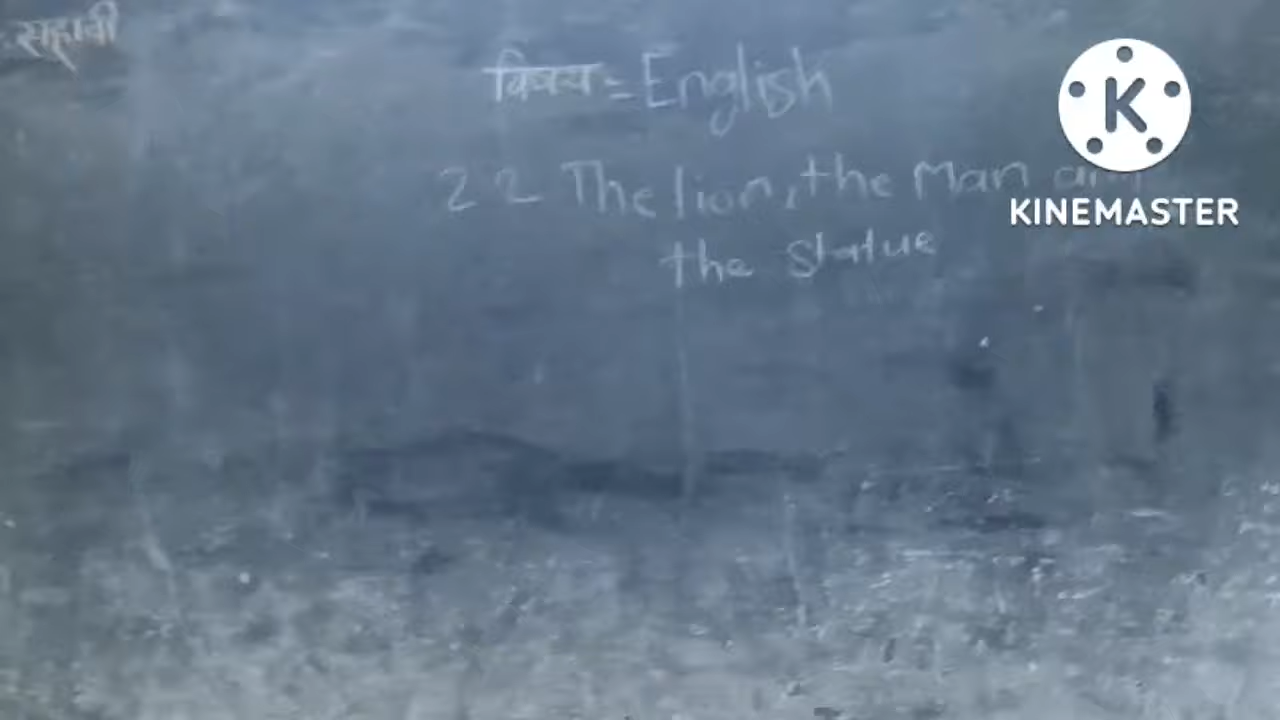 सहावी
विषय = English
2 2 The lion, the Man and
the statue
KINEMASTER